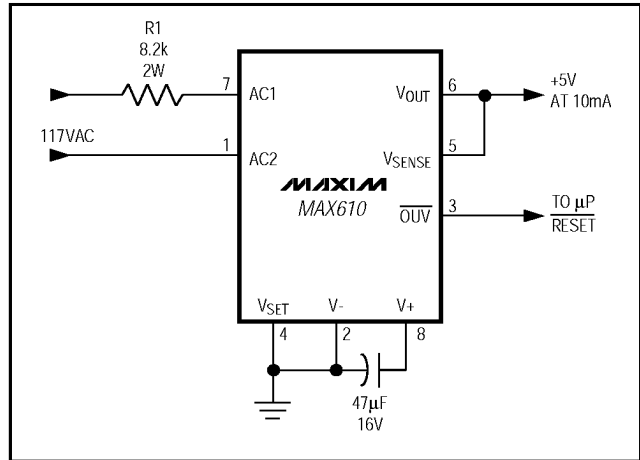 R1
8.2k
2W
117VAC
7
1
AC1
AC2
MAXIM
MAX610
VOUT
VSENSE
OUV
6
5
3
+5V
AT 10mA
TO µP
RESET
VSET
V-
V+
4
2
8
47µF
16V